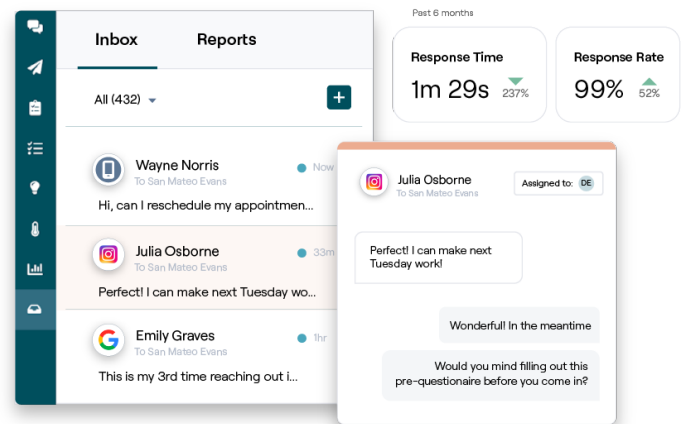 Past 6 months
Inbox
Reports
Response Time
1m 29s
237%
Response Rate
99%
52%
All (432)
+
Wayne Norris
Now
To San Mateo Evans
Hi, can I reschedule my appointmen...
Julia Osborne
33m
To San Mateo Evans
Perfect! I can make next Tuesday wo...
Emily Graves
1hr
To San Mateo Evans
This is my 3rd time reaching out i...
Julia Osborne
To San Mateo Evans
Assigned to: DE
Perfect! I can make next
Tuesday work!
Wonderful! In the meantime
Would you mind filling out this
pre-questionaire before you come in?